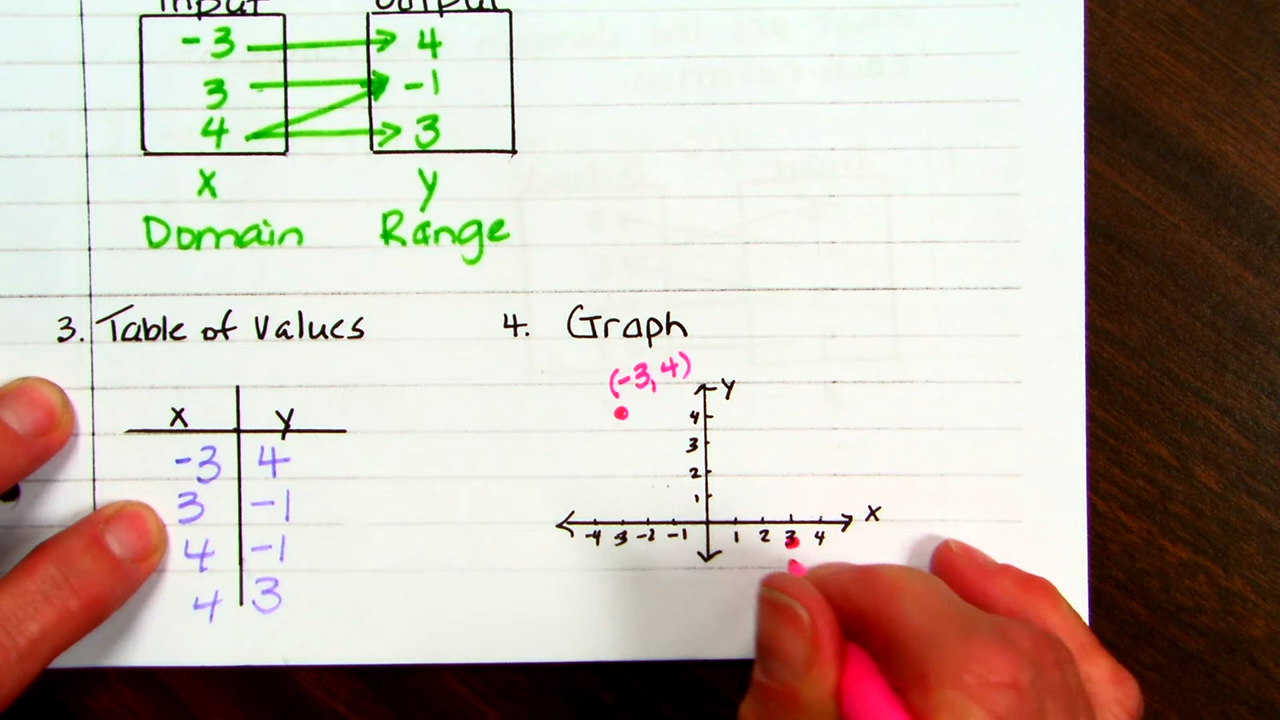 Input Output
-3 4
3 -1
4 3
x y
Domain Range
3. Table of values
x y
-3 4
3 -1
4 -1
4 3
4. Graph
(-3,4)
y
4
3
2
1
x
-4 -3 -2 -1 1 2 3 4